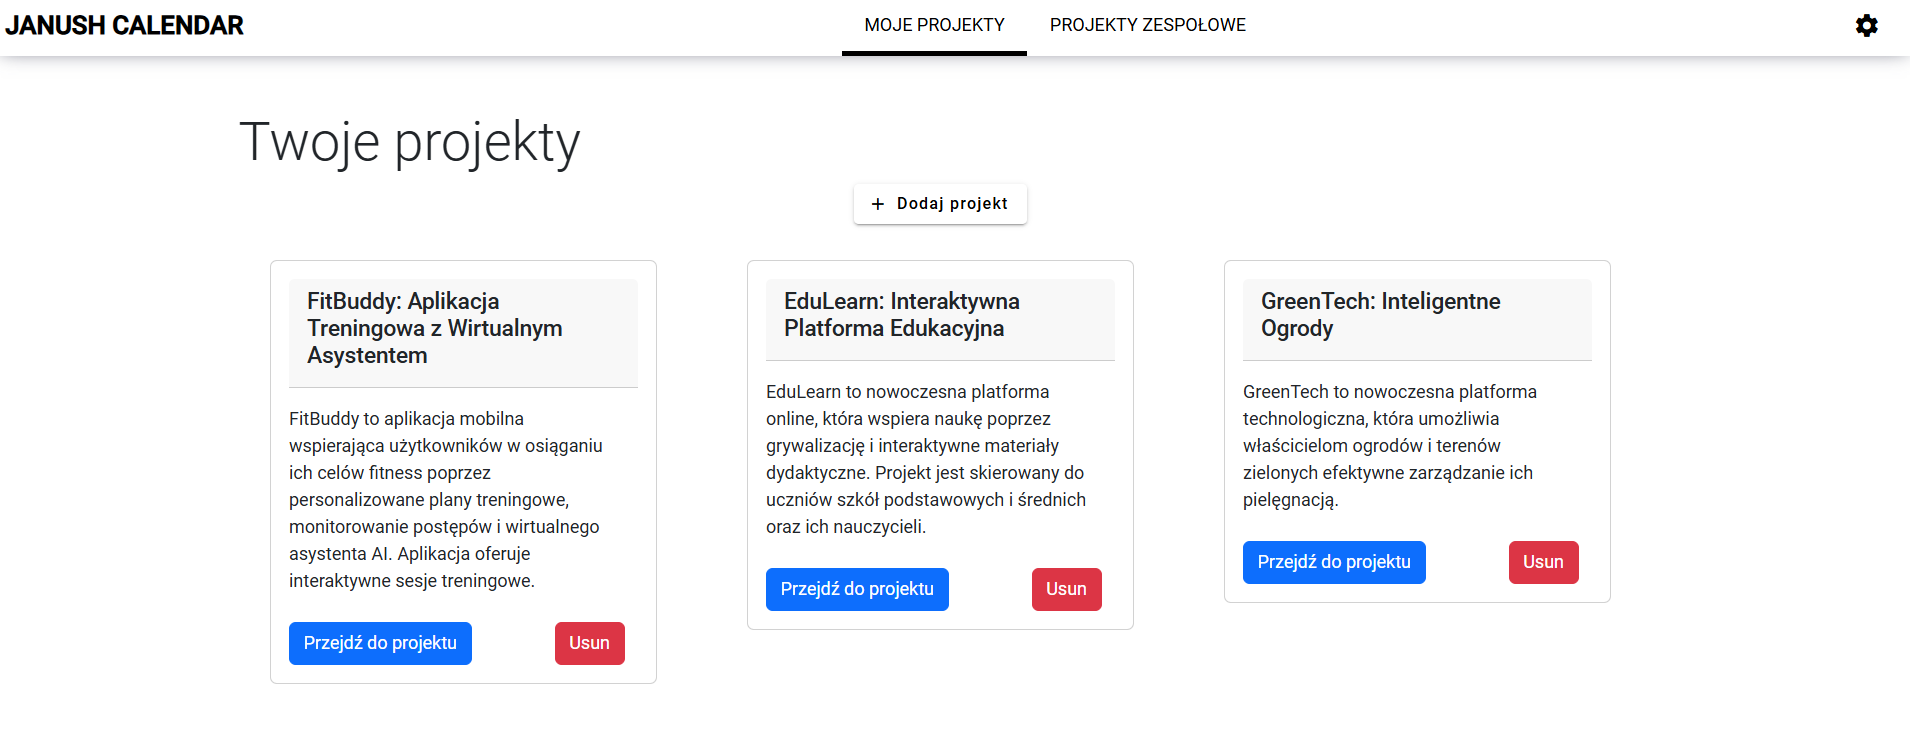 JANUSH CALENDAR
MOJE PROJEKTY
PROJEKTY ZESPOŁOWE
Twoje projekty
+ Dodaj projekt
FitBuddy: Aplikacja
Treningowa z Wirtualnym
Asystentem
FitBuddy to aplikacja mobilna
wspierająca użytkowników w osiąganiu
ich celów fitness poprzez
personalizowane plany treningowe,
monitorowanie postępów i wirtualnego
asystenta AI. Aplikacja oferuje
interaktywne sesje treningowe.
Przejdź do projektu
Usun
EduLearn: Interaktywna
Platforma Edukacyjna
EduLearn to nowoczesna platforma
online, która wspiera naukę poprzez
grywalizację i interaktywne materiały
dydaktyczne. Projekt jest skierowany do
uczniów szkół podstawowych i średnich
oraz ich nauczycieli.
Przejdź do projektu
Usun
GreenTech: Inteligentne
Ogrody
GreenTech to nowoczesna platforma
technologiczna, która umożliwia
właścicielom ogrodów i terenów
zielonych efektywne zarządzanie ich
pielęgnacją.
Przejdź do projektu
Usun